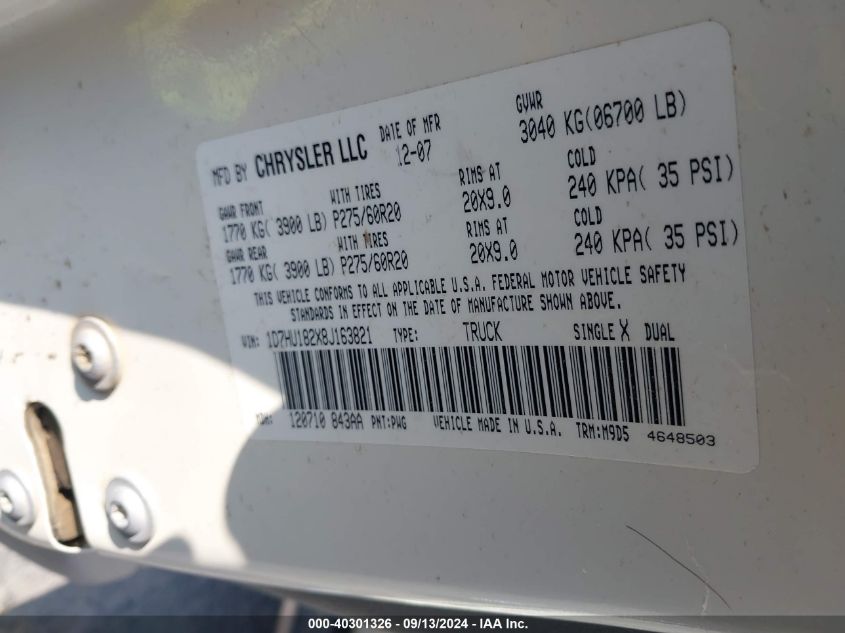 MFD BY CHRYSLER LLC DATE OF MFR GVWR
12-07 3040 KG(06700 LB)
GAWR FRONT WITH TIRES RIMS AT COLD
1770 KG( 3900 LB) P275/60R20 20X9.0 240 KPA( 35 PSI)
GAWR REAR WITH TIRES RIMS AT COLD
1770 KG( 3900 LB) P275/60R20 20X9.0 240 KPA( 35 PSI)
THIS VEHICLE CONFORMS TO ALL APPLICABLE U.S.A. FEDERAL MOTOR VEHICLE SAFETY
STANDARDS IN EFFECT ON THE DATE OF MANUFACTURE SHOWN ABOVE.
VIN: 1D7HU182X8J163821 TYPE: TRUCK SINGLE X DUAL
MDH: 120710 843AA PNT:PWG VEHICLE MADE IN U.S.A. TRM:M9D5 4648503
000-40301326 - 09/13/2024 - IAA Inc.